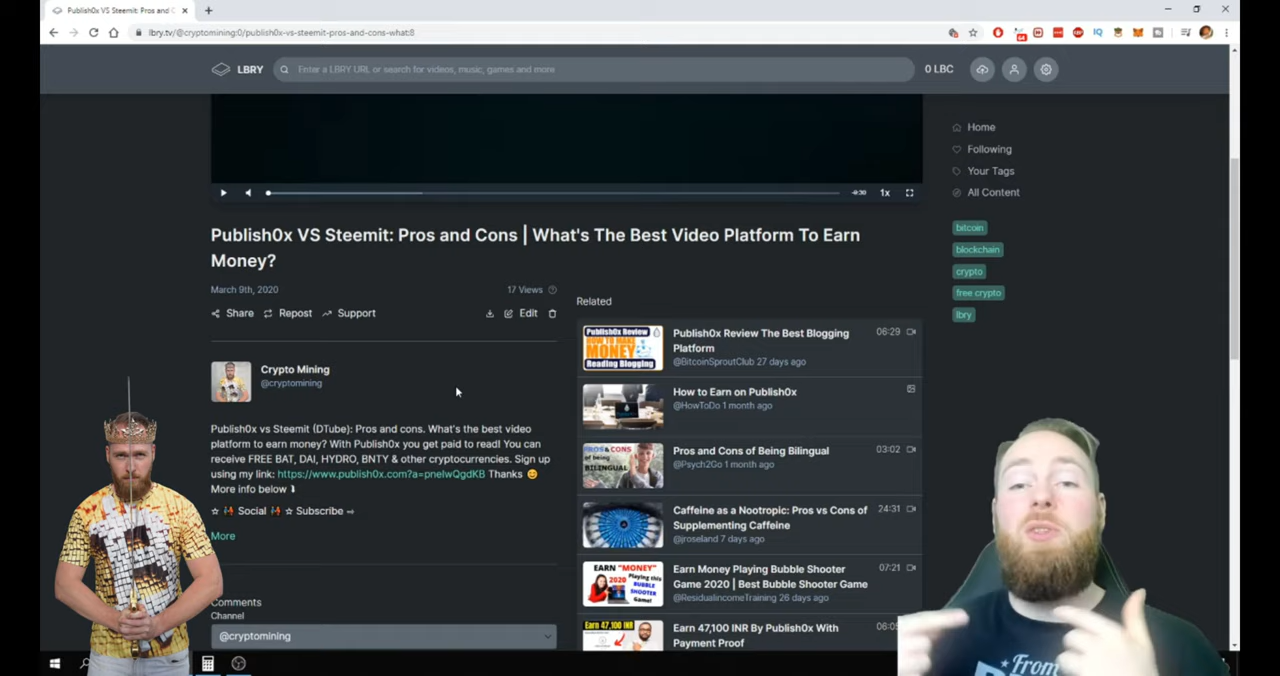 Publish0x VS Steemit: Pros and C
lbry.tv/@cryptomining:0/publish0x-vs-steemit-pros-and-cons-what:8
LBRY
Enter a LBRY URL or search for videos, music, games and more
0 LBC
Home
Following
Your Tags
All Content
bitcoin
blockchain
crypto
free crypto
lbry
-9:30
1x
Publish0x VS Steemit: Pros and Cons | What's The Best Video Platform To Earn
Money?
March 9th, 2020
17 Views
Share
Repost
Support
Edit
Crypto Mining
@cryptomining
Publish0x vs Steemit (DTube): Pros and cons. What's the best video
platform to earn money? With Publish0x you get paid to read! You can
receive FREE BAT, DAI, HYDRO, BNTY & other cryptocurrencies. Sign up
using my link: https://www.publish0x.com?a=pnelwQgdKB Thanks 😊
More info below
Social
Subscribe
More
Comments
Channel
@cryptomining
Related
Publish0x Review
HOW TO MAKE
MONEY
Reading Blogging
Publish0x Review The Best Blogging
Platform
@BitcoinSproutClub 27 days ago
06:29
How to Earn on Publish0x
@HowToDo 1 month ago
PROS &
CONS
of being
BILINGUAL
Pros and Cons of Being Bilingual
@Psych2Go 1 month ago
03:02
Caffeine as a Nootropic: Pros vs Cons of
Supplementing Caffeine
@jroseland 7 days ago
24:31
EARN "MONEY"
2020
Playing this
BUBBLE
SHOOTER
Game!
Earn Money Playing Bubble Shooter
Game 2020 | Best Bubble Shooter Game
@ResidualIncomeTraining 26 days ago
07:21
Earn 47,100
Earn 47,100 INR By Publish0x With
Payment Proof
From